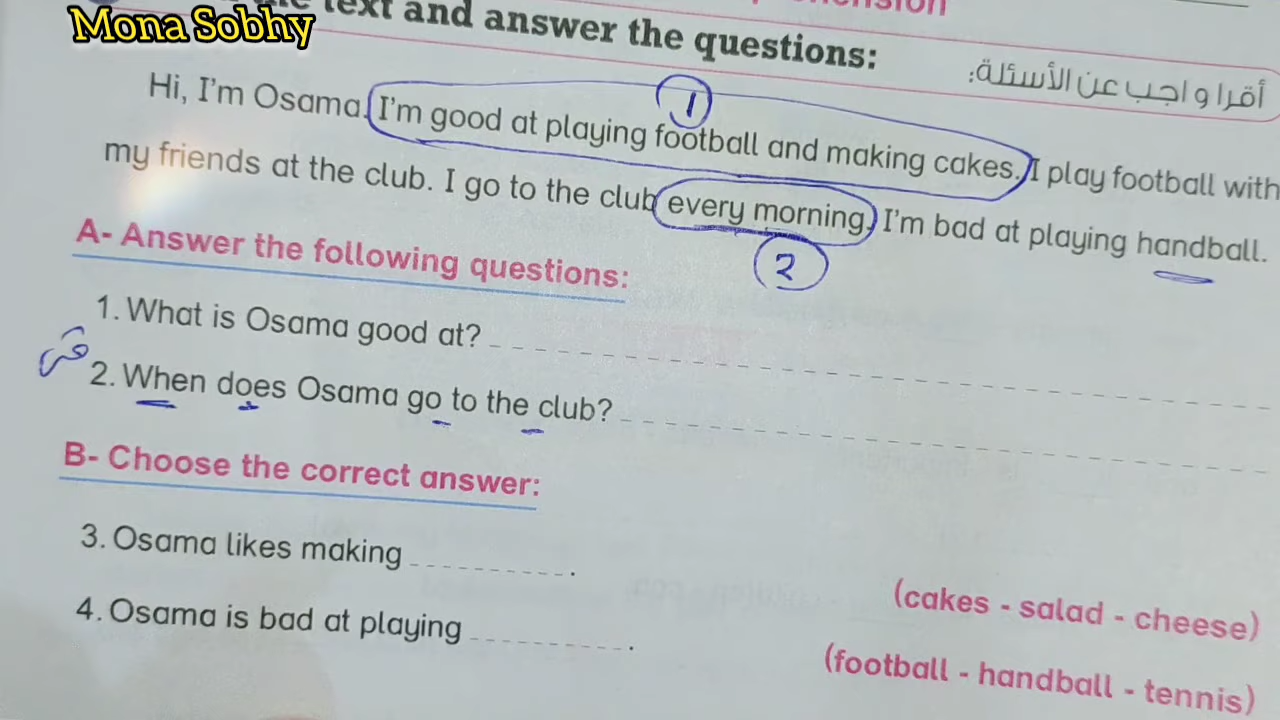 Mona Sobhy
text and answer the questions:
أقرا و اجب عن الأسئلة:
Hi, I'm Osama. I'm good at playing football and making cakes. I play football with
1
my friends at the club. I go to the club every morning. I'm bad at playing handball.
2
A- Answer the following questions:
1. What is Osama good at?
2. When does Osama go to the club?
B- Choose the correct answer:
3. Osama likes making ............ .
(cakes - salad - cheese)
4. Osama is bad at playing ............ .
(football - handball - tennis)